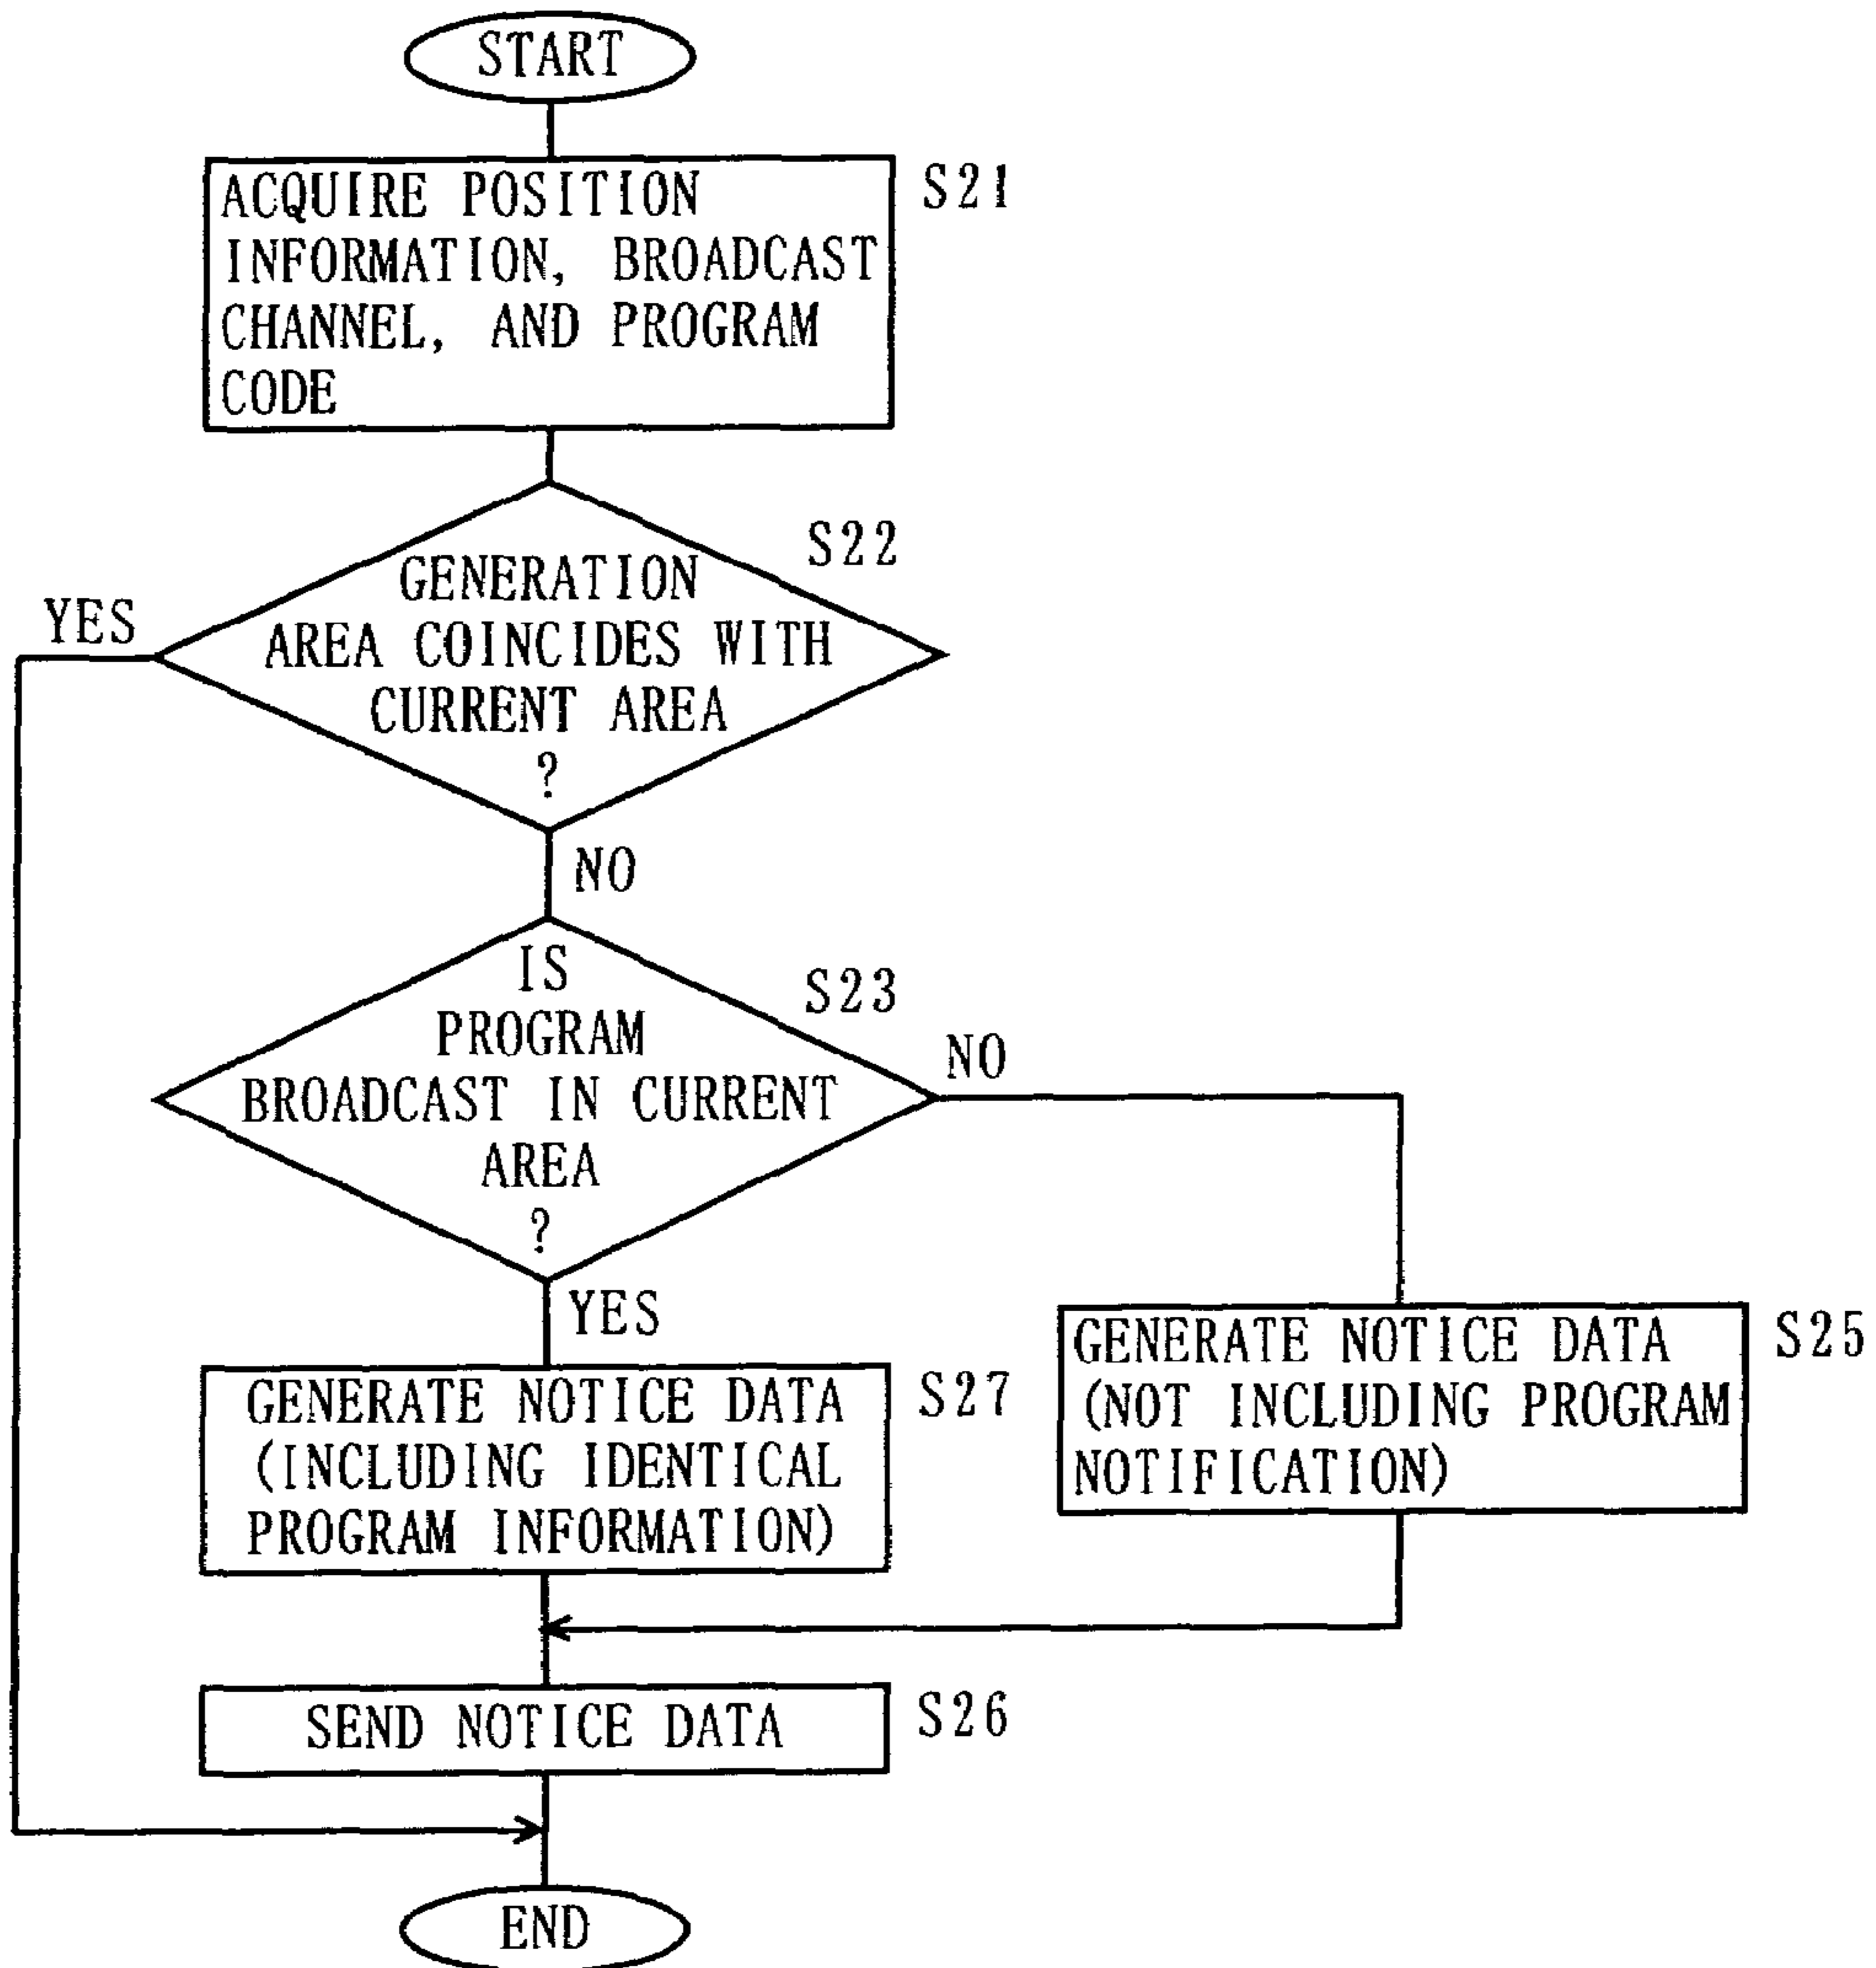 START
ACQUIRE POSITION
INFORMATION, BROADCAST
CHANNEL, AND PROGRAM
CODE
S21
S22
GENERATION
AREA COINCIDES WITH
CURRENT AREA
?
YES
NO
S23
IS
PROGRAM
BROADCAST IN CURRENT
AREA
?
NO
YES
GENERATE NOTICE DATA
(INCLUDING IDENTICAL
PROGRAM INFORMATION)
S27
GENERATE NOTICE DATA
(NOT INCLUDING PROGRAM
NOTIFICATION)
S25
SEND NOTICE DATA
S26
END